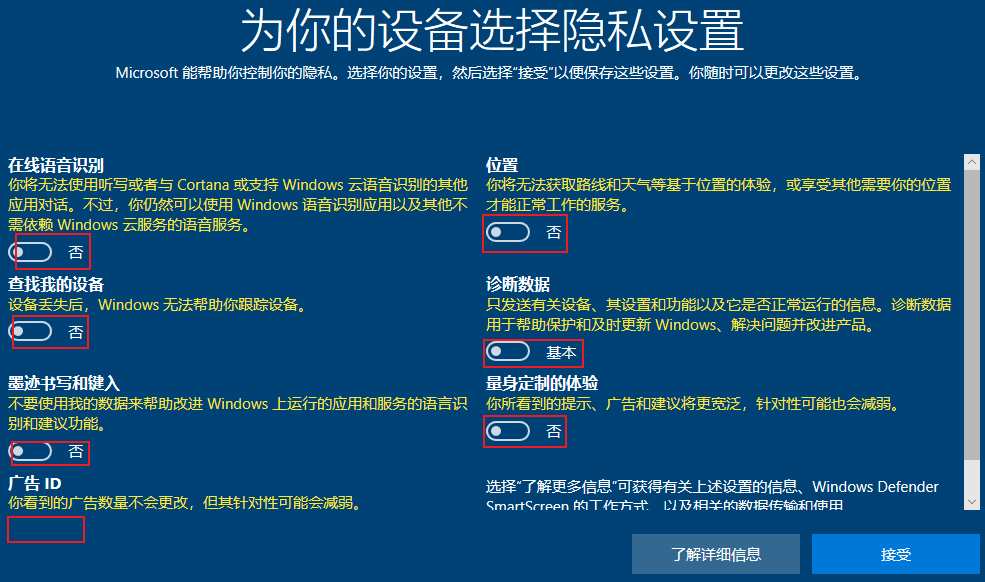 为你的设备选择隐私设置
Microsoft 能帮助你控制你的隐私。选择你的设置，然后选择“接受”以便保存这些设置。你随时可以更改这些设置。
在线语音识别
你将无法使用听写或者与 Cortana 或支持 Windows 云语音识别的其他
应用对话。不过，你仍然可以使用 Windows 语音识别应用以及其他不
需依赖 Windows 云服务的语音服务。
否
查找我的设备
设备丢失后，Windows 无法帮助你跟踪设备。
否
墨迹书写和键入
不要使用我的数据来帮助改进 Windows 上运行的应用和服务的语言识
别和建议功能。
否
广告 ID
你看到的广告数量不会更改，但其针对性可能会减弱。
位置
你将无法获取路线和天气等基于位置的体验，或享受其他需要你的位置
才能正常工作的服务。
否
诊断数据
只发送有关设备、其设置和功能以及它是否正常运行的信息。诊断数据
用于帮助保护和及时更新 Windows、解决问题并改进产品。
基本
量身定制的体验
你所看到的提示、广告和建议将更宽泛，针对性可能也会减弱。
否
选择“了解更多信息”可获得有关上述设置的信息、Windows Defender
SmartScreen 的工作方式，以及相关的数据传输和使用
了解详细信息
接受